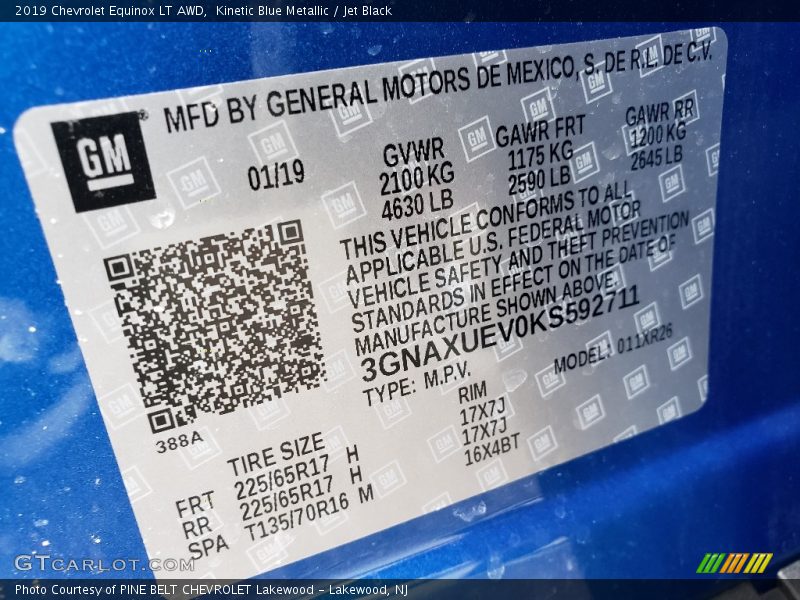 2019 Chevrolet Equinox LT AWD, Kinetic Blue Metallic / Jet Black
GM
MFD BY GENERAL MOTORS DE MEXICO, S. DE R.L. DE C.V.
01/19
GVWR
2100 KG
4630 LB
GAWR FRT
1175 KG
2590 LB
GAWR RR
1200 KG
2645 LB
THIS VEHICLE CONFORMS TO ALL
APPLICABLE U.S. FEDERAL MOTOR
VEHICLE SAFETY AND THEFT PREVENTION
STANDARDS IN EFFECT ON THE DATE OF
MANUFACTURE SHOWN ABOVE.
3GNAXUEV0KS592711
TYPE: M.P.V.
MODEL: 011XR26
388A
TIRE SIZE RIM
FRT 225/65R17 H 17X7J
RR 225/65R17 H 17X7J
SPA T135/70R16 M 16X4BT
GTcarlot.com
Photo Courtesy of PINE BELT CHEVROLET Lakewood - Lakewood, NJ